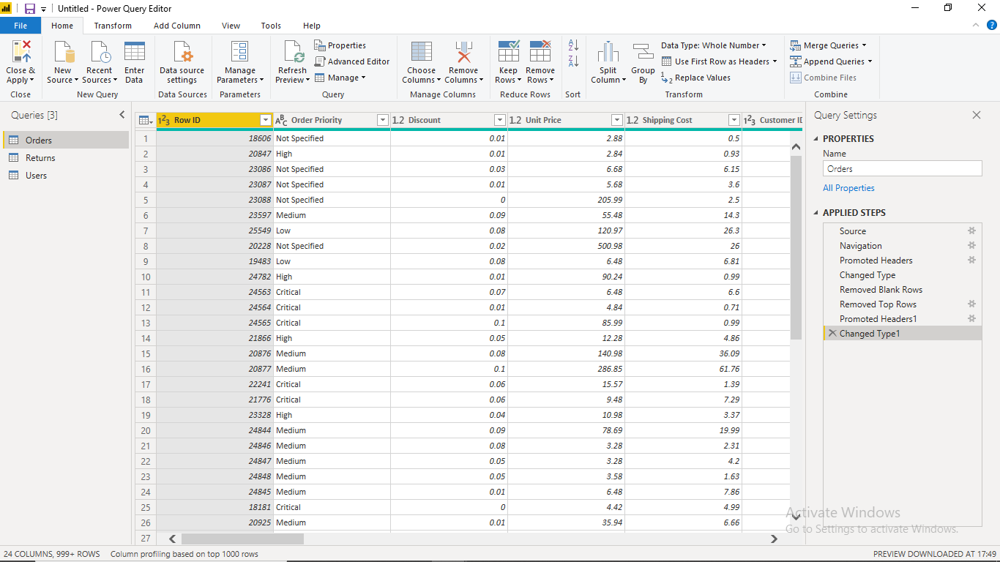 Untitled - Power Query Editor
File Home Transform Add Column View Tools Help
Close & Apply
New Source
Recent Sources
Enter Data
Data source settings
Manage Parameters
Refresh Preview
Properties
Advanced Editor
Manage
Choose Columns
Remove Columns
Keep Rows
Remove Rows
Split Column
Group By
Data Type: Whole Number
Use First Row as Headers
Replace Values
Merge Queries
Append Queries
Combine Files
Close New Query Data Sources Parameters Query Manage Columns Reduce Rows Sort Transform Combine
Queries [3]
Orders
Returns
Users
Row ID Order Priority Discount Unit Price Shipping Cost Customer ID
1 18606 Not Specified 0.01 2.88 0.5
2 20847 High 0.01 2.84 0.93
3 23086 Not Specified 0.03 6.68 6.15
4 23087 Not Specified 0.01 5.68 3.6
5 23088 Not Specified 0 205.99 2.5
6 23597 Medium 0.09 55.48 14.3
7 25549 Low 0.08 120.97 26.3
8 20228 Not Specified 0.02 500.98 26
9 19483 Low 0.08 6.48 6.81
10 24782 High 0.01 90.24 0.99
11 24563 Critical 0.07 6.48 6.6
12 24564 Critical 0.01 4.84 0.71
13 24565 Critical 0.1 85.99 0.99
14 21866 High 0.05 12.28 4.86
15 20876 Medium 0.08 140.98 36.09
16 20877 Medium 0.1 286.85 61.76
17 22241 Critical 0.06 15.57 1.39
18 21776 Critical 0.06 9.48 7.29
19 23328 High 0.04 10.98 3.37
20 24844 Medium 0.09 78.69 19.99
21 24846 Medium 0.08 3.28 2.31
22 24847 Medium 0.05 3.28 4.2
23 24848 Medium 0.05 3.58 1.63
24 24845 Medium 0.01 6.48 7.86
25 18181 Critical 0 4.42 4.99
26 20925 Medium 0.01 35.94 6.66
27
Query Settings
PROPERTIES
Name
Orders
All Properties
APPLIED STEPS
Source
Navigation
Promoted Headers
Changed Type
Removed Blank Rows
Removed Top Rows
Promoted Headers1
Changed Type1
Activate Windows
Go to Settings to activate Windows.
24 COLUMNS, 999+ ROWS Column profiling based on top 1000 rows PREVIEW DOWNLOADED AT 17:49